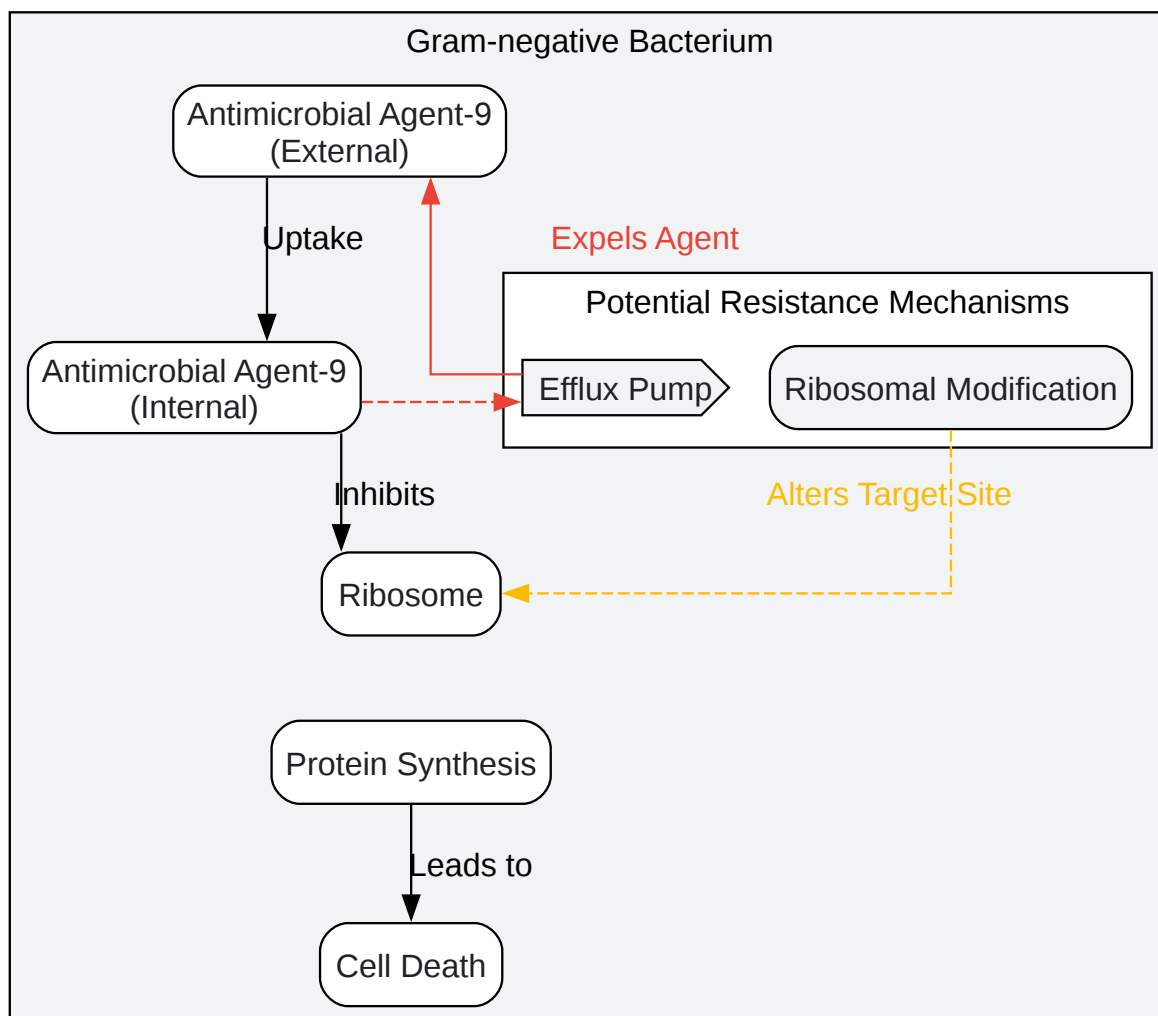 Gram-negative Bacterium
Antimicrobial Agent-9
(External)
Uptake
Expels Agent
Potential Resistance Mechanisms
Antimicrobial Agent-9
(Internal)
Efflux Pump
Ribosomal Modification
Inhibits
Alters Target Site
Ribosome
Protein Synthesis
Leads to
Cell Death